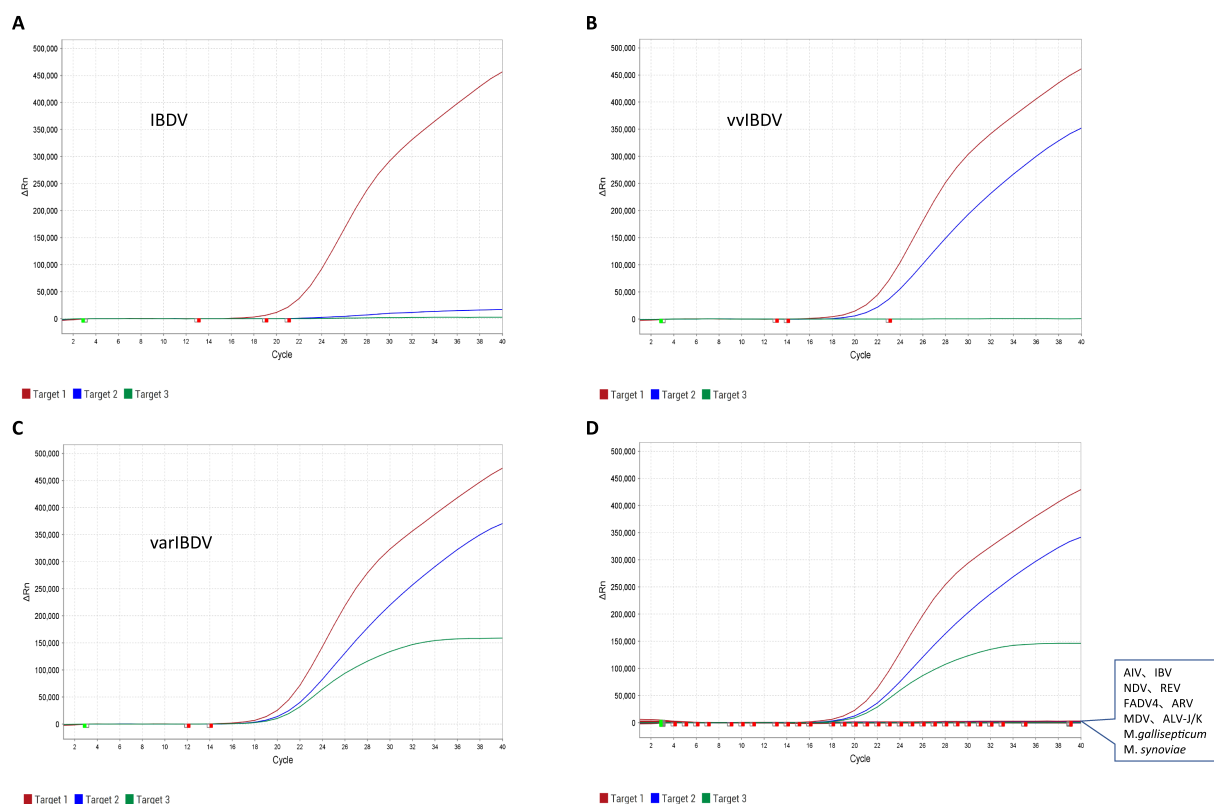 A
500,000
450,000
400,000
350,000
300,000
250,000
200,000
150,000
100,000
50,000
0
ΔRn
IBDV
2 4 6 8 10 12 14 16 18 20 22 24 26 28 30 32 34 36 38 40
Cycle
Target 1 Target 2 Target 3
B
500,000
450,000
400,000
350,000
300,000
250,000
200,000
150,000
100,000
50,000
0
ΔRn
vvIBDV
2 4 6 8 10 12 14 16 18 20 22 24 26 28 30 32 34 36 38 40
Cycle
Target 1 Target 2 Target 3
C
500,000
450,000
400,000
350,000
300,000
250,000
200,000
150,000
100,000
50,000
0
ΔRn
varIBDV
2 4 6 8 10 12 14 16 18 20 22 24 26 28 30 32 34 36 38 40
Cycle
Target 1 Target 2 Target 3
D
500,000
450,000
400,000
350,000
300,000
250,000
200,000
150,000
100,000
50,000
0
ΔRn
2 4 6 8 10 12 14 16 18 20 22 24 26 28 30 32 34 36 38 40
Cycle
AIV、IBV
NDV、REV
FADV4、ARV
MDV、ALV-J/K
M.gallisepticum
M. synoviae
Target 1 Target 2 Target 3